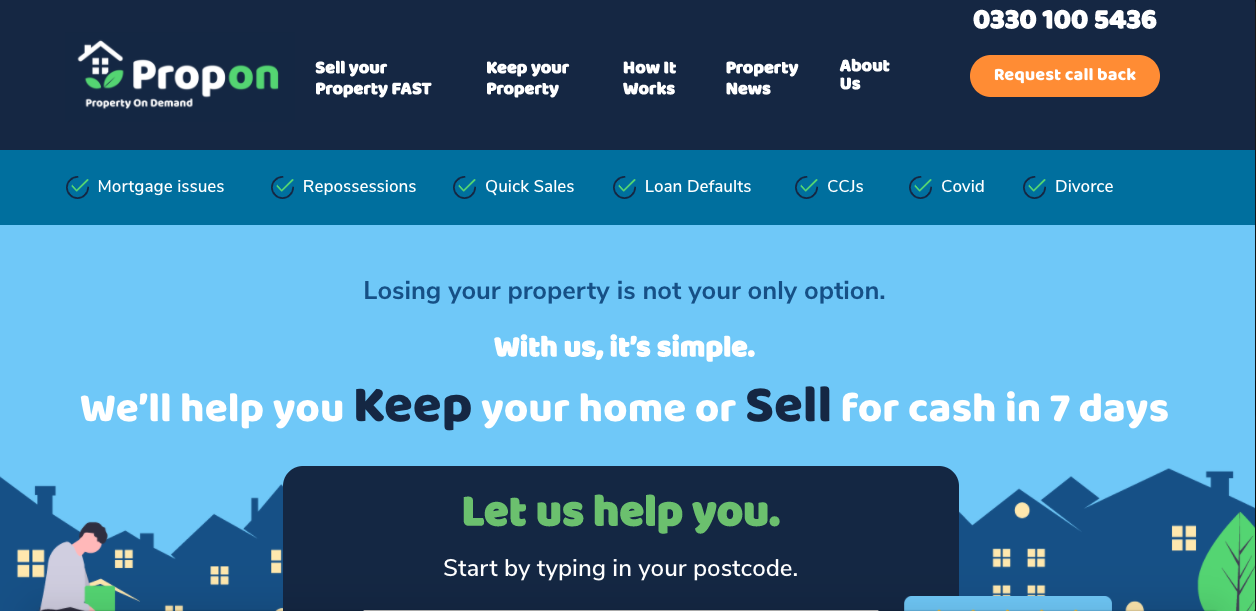 0330 100 5436
Propon
Property On Demand
Sell your
Property FAST
Keep your
Property
How It
Works
Property
News
About
Us
Request call back
Mortgage issues
Repossessions
Quick Sales
Loan Defaults
CCJs
Covid
Divorce
Losing your property is not your only option.
With us, it's simple.
We'll help you Keep your home or Sell for cash in 7 days
Let us help you.
Start by typing in your postcode.